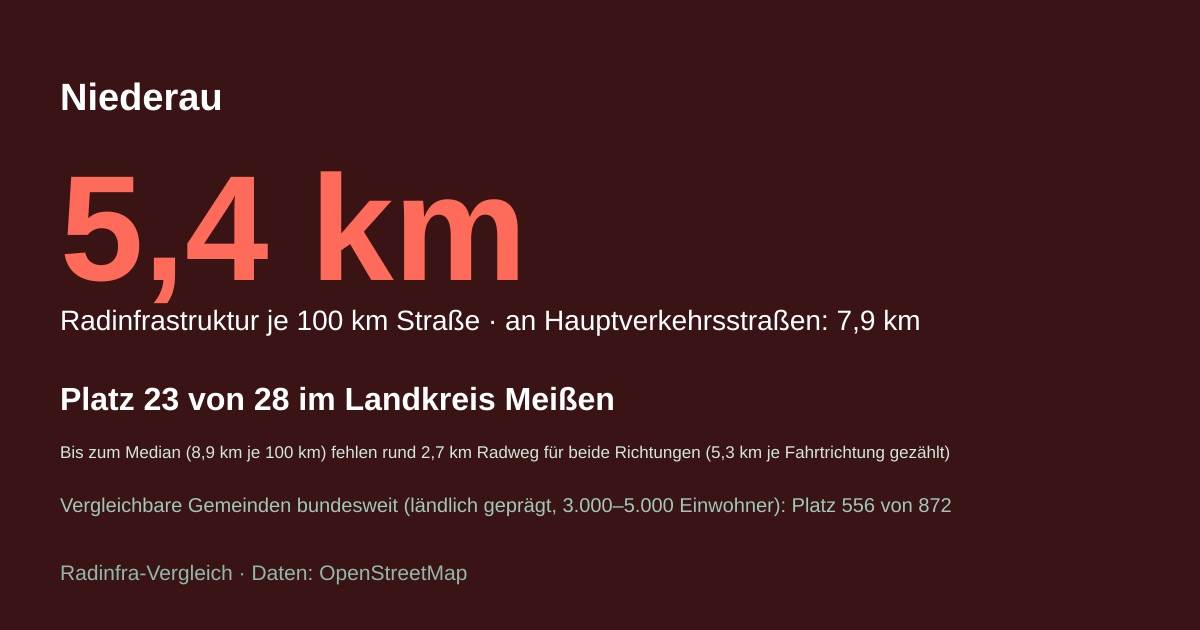 Niederau
5,4 km
Radinfrastruktur je 100 km Straße · an Hauptverkehrsstraßen: 7,9 km
Platz 23 von 28 im Landkreis Meißen
Bis zum Median (8,9 km je 100 km) fehlen rund 2,7 km Radweg für beide Richtungen (5,3 km je Fahrtrichtung gezählt)
Vergleichbare Gemeinden bundesweit (ländlich geprägt, 3.000–5.000 Einwohner): Platz 556 von 872
Radinfra-Vergleich · Daten: OpenStreetMap